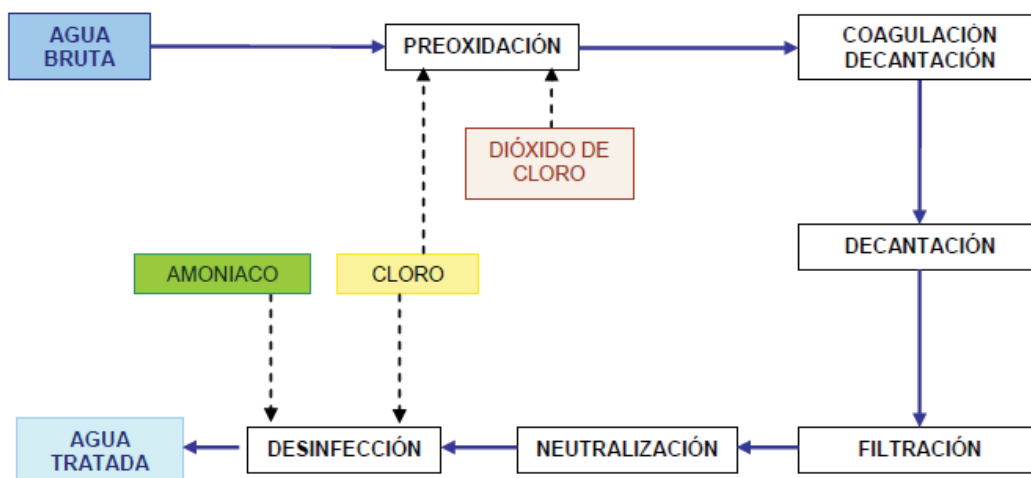 AGUA
BRUTA
PREOXIDACIÓN
COAGULACIÓN
DECANTACIÓN
DIÓXIDO DE
CLORO
DECANTACIÓN
AMONIACO
CLORO
AGUA
TRATADA
DESINFECCIÓN
NEUTRALIZACIÓN
FILTRACIÓN